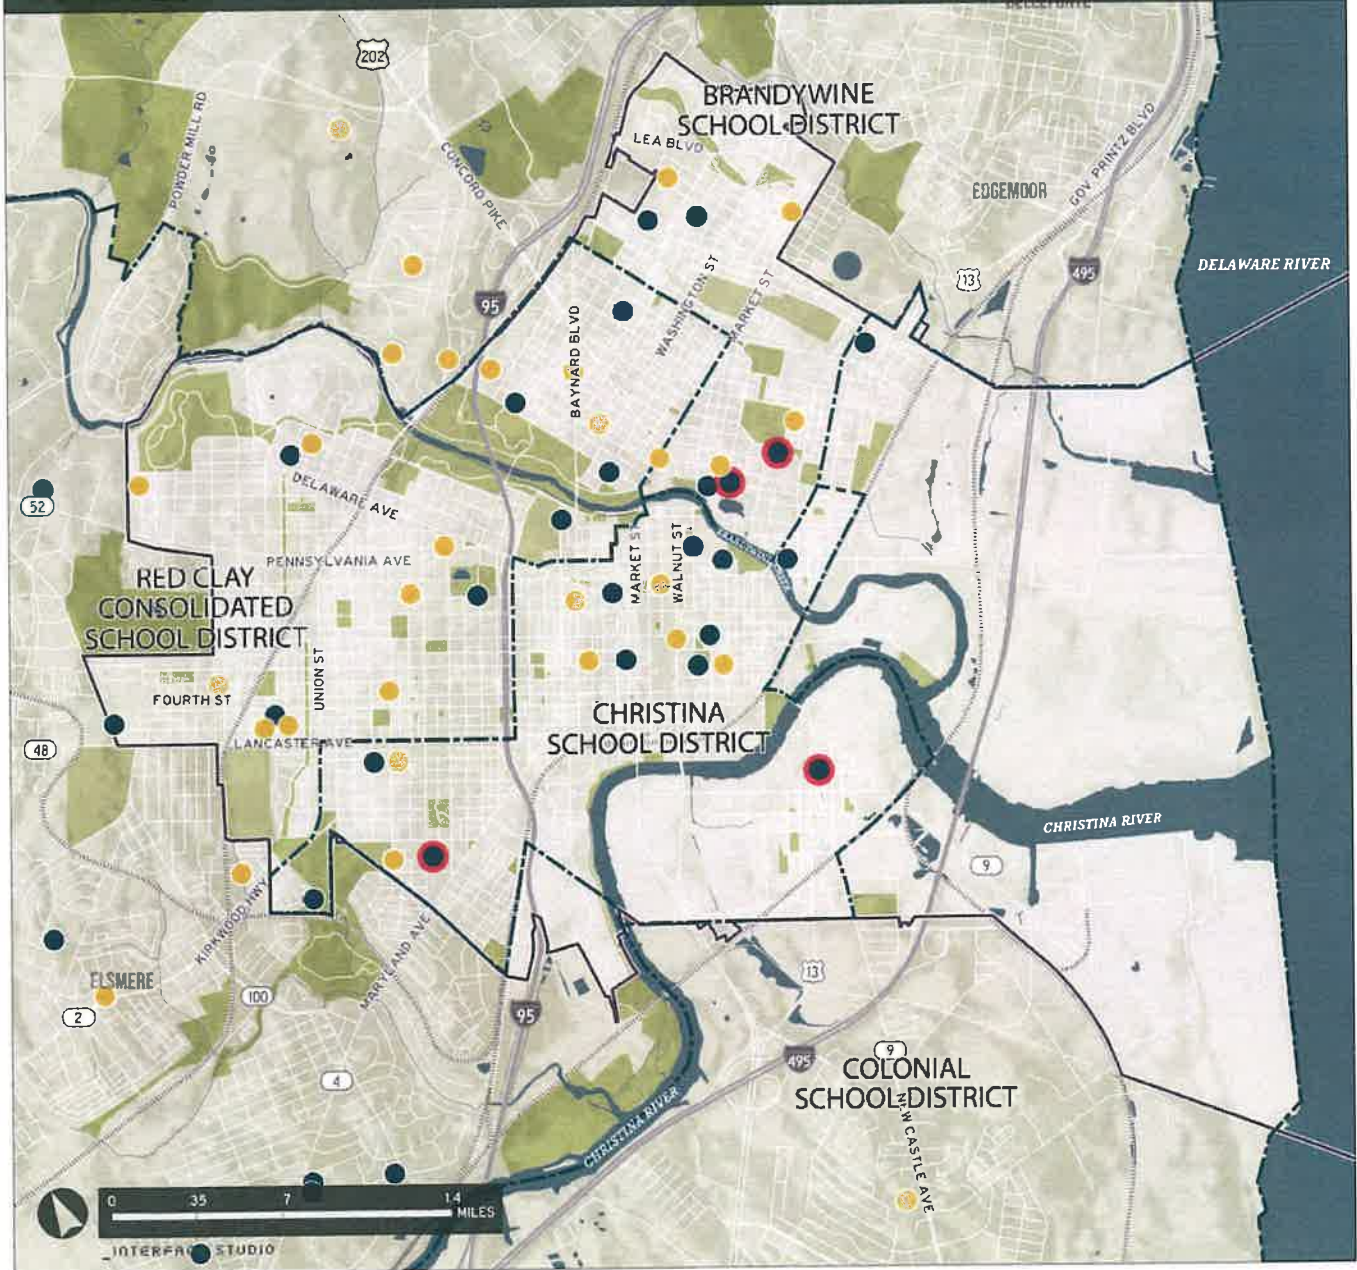 202
POWDER MILL RD
CONCORD PIKE
BRANDYWINE
SCHOOL DISTRICT
LEA BLVD
EDGEMOOR
GOV. PRINTZ BLVD
DELAWARE RIVER
495
13
95
WASHINGTON ST
MARKET ST
BAYNARD BLVD
DELAWARE AVE
52
PENNSYLVANIA AVE
MARKET ST
WALNUT ST
RED CLAY
CONSOLIDATED
SCHOOL DISTRICT
UNION ST
FOURTH ST
LANCASTER AVE
48
CHRISTINA
SCHOOL DISTRICT
CHRISTINA RIVER
9
KIRKWOOD HWY
MARYLAND AVE
ELSMERE
2
100
13
95
4
495
9
COLONIAL
SCHOOL DISTRICT
NEW CASTLE AVE
CHRISTINA RIVER
0 35 7 1.4
MILES